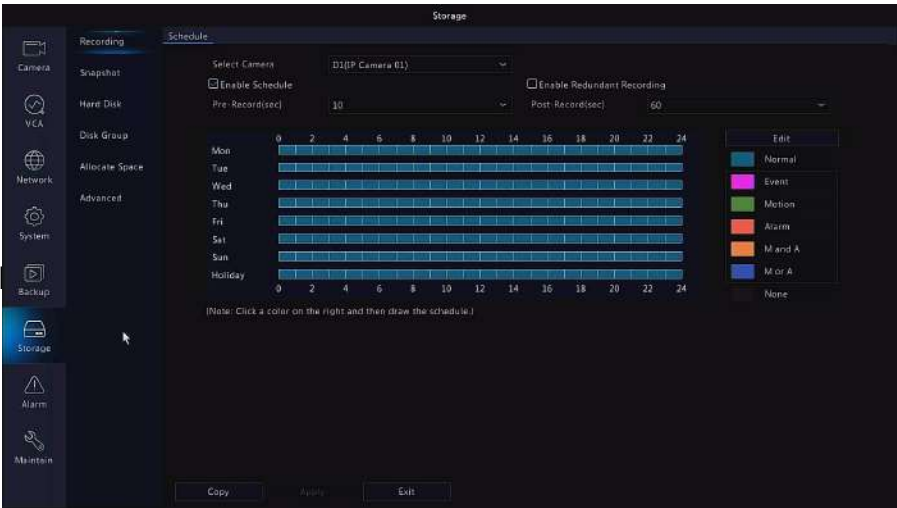 Storage
Camera
VCA
Network
System
Backup
Storage
Alarm
Maintain
Recording
Snapshot
Hard Disk
Disk Group
Allocate Space
Advanced
Schedule
Select Camera D1(IP Camera 01)
Enable Schedule Enable Redundant Recording
Pre-Record(sec) 10 Post-Record(sec) 60
0 2 4 6 8 10 12 14 16 18 20 22 24
Mon
Tue
Wed
Thu
Fri
Sat
Sun
Holiday
0 2 4 6 8 10 12 14 16 18 20 22 24
Edit
Normal
Event
Motion
Alarm
M and A
M or A
None
(Note: Click a color on the right and then draw the schedule.)
Copy Apply Exit